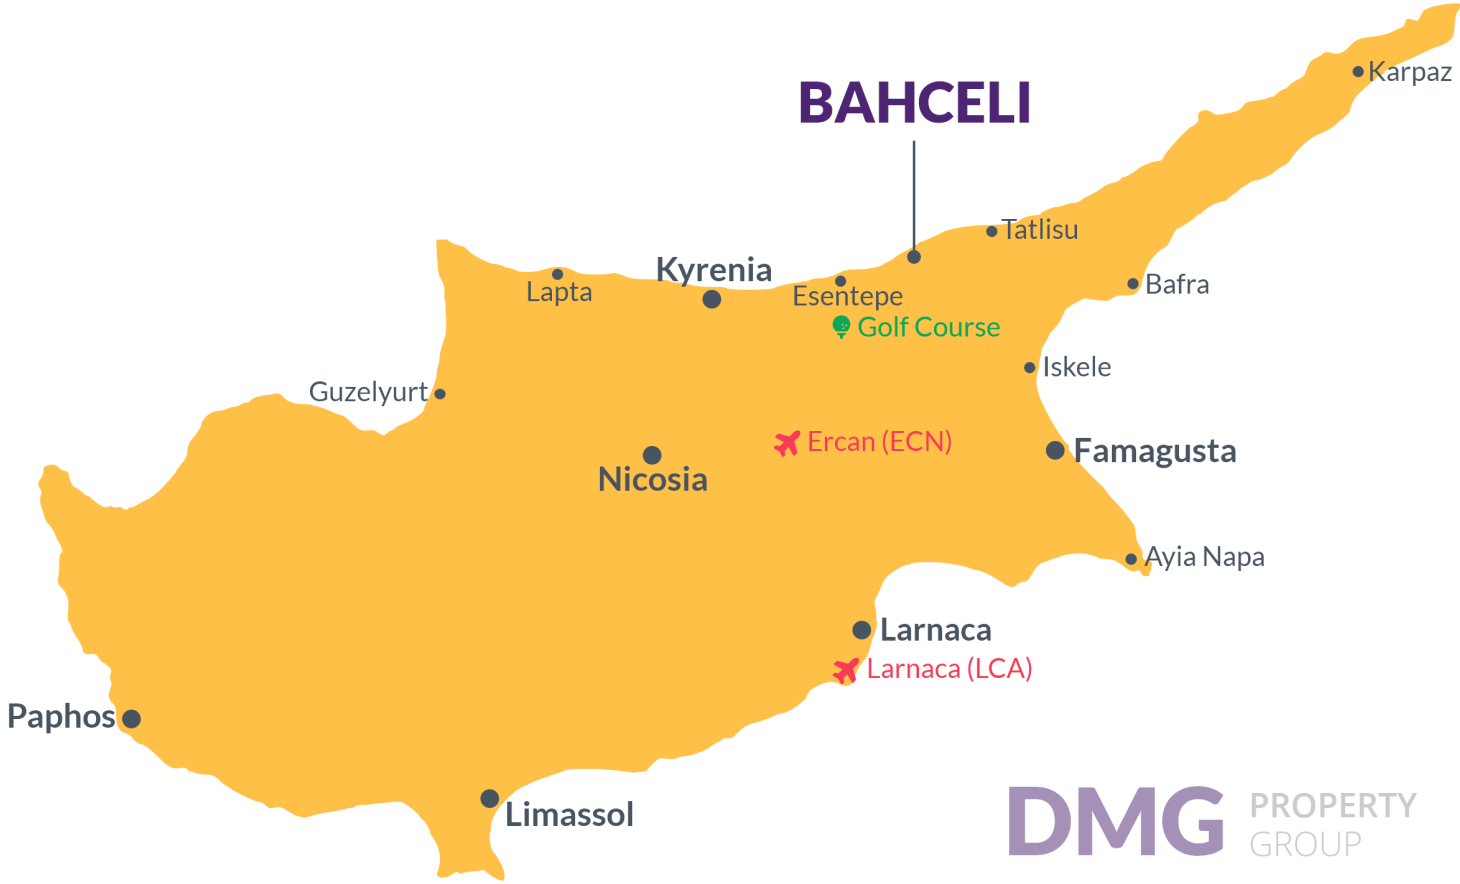 Karpaz
BAHCELI
Tatlisu
Kyrenia
Lapta
Esentepe
Bafra
Golf Course
Iskele
Guzelyurt
Ercan (ECN)
Famagusta
Nicosia
Ayia Napa
Larnaca
Larnaca (LCA)
Paphos
Limassol
DMG PROPERTY
GROUP